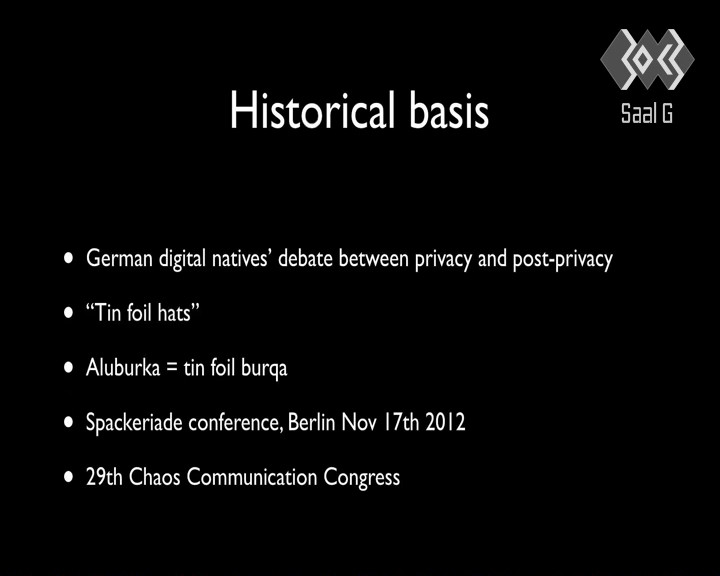 Saal G
Historical basis
• German digital natives’ debate between privacy and post-privacy
• “Tin foil hats”
• Aluburka = tin foil burqa
• Spackeriade conference, Berlin Nov 17th 2012
• 29th Chaos Communication Congress